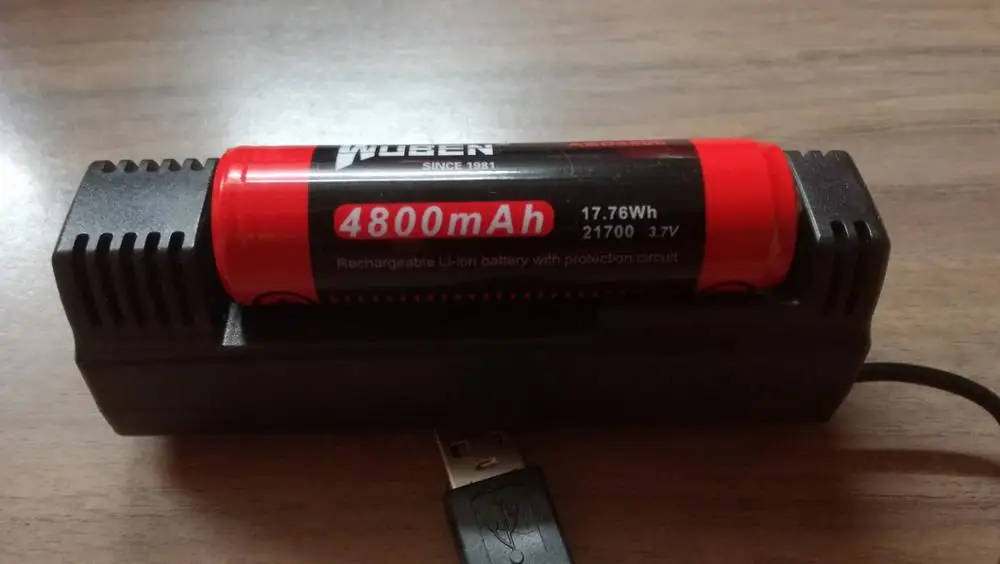 WUBEN
SINCE 1981
4800mAh
17.76Wh
21700 3.7V
Rechargeable Li-ion battery with protection circuit